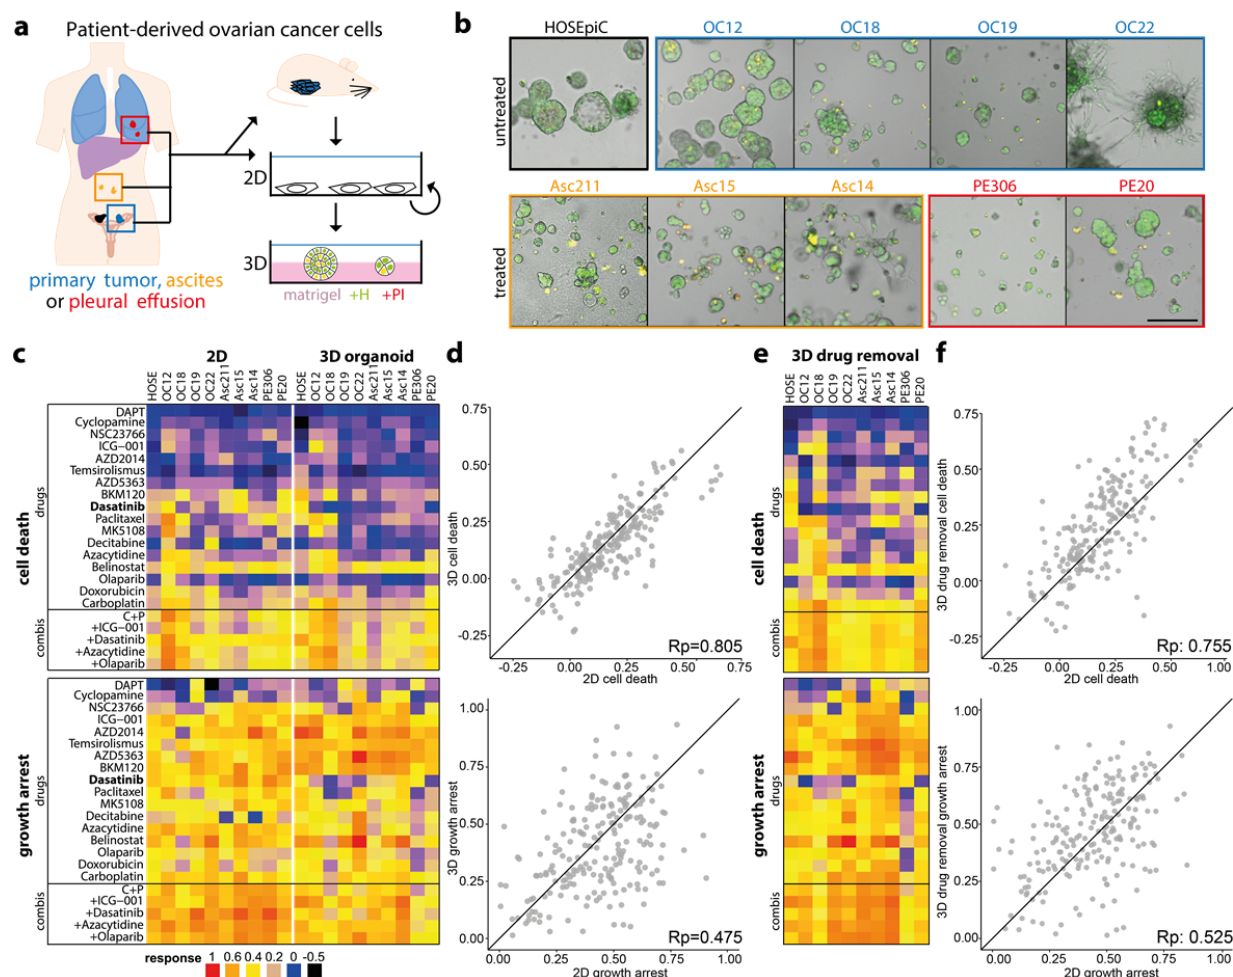 a
Patient-derived ovarian cancer cells
2D
3D
matrigel +H +PI
primary tumor, ascites
or pleural effusion
b
HOSEpiC OC12 OC18 OC19 OC22
untreated
Asc211 Asc15 Asc14 PE306 PE20
treated
c
2D 3D organoid
HOSE OC12 OC18 OC19 OC22 Asc211 Asc15 Asc14 PE306 PE20 HOSE OC12 OC18 OC19 OC22 Asc211 Asc15 Asc14 PE306 PE20
cell death
drugs
DAPT
Cyclopamine
NSC23766
ICG-001
AZD2014
Temsirolismus
AZD5363
BKM120
Dasatinib
Paclitaxel
MK5108
Decitabine
Azacytidine
Belinostat
Olaparib
Doxorubicin
Carboplatin
combis
C+P
+ICG-001
+Dasatinib
+Azacytidine
+Olaparib
growth arrest
drugs
DAPT
Cyclopamine
NSC23766
ICG-001
AZD2014
Temsirolismus
AZD5363
BKM120
Dasatinib
Paclitaxel
MK5108
Decitabine
Azacytidine
Belinostat
Olaparib
Doxorubicin
Carboplatin
combis
C+P
+ICG-001
+Dasatinib
+Azacytidine
+Olaparib
response 1 0.6 0.4 0.2 0 -0.5
d
0.75
0.50
0.25
0.00
-0.25
3D cell death
Rp=0.805
-0.25 0.00 0.25 0.50 0.75
2D cell death
1.00
0.75
0.50
0.25
0.00
3D growth arrest
Rp=0.475
0.00 0.25 0.50 0.75 1.00
2D growth arrest
e
3D drug removal
HOSE OC12 OC18 OC19 OC22 Asc211 Asc15 Asc14 PE306 PE20
cell death
drugs
combis
growth arrest
drugs
combis
f
0.75
0.50
0.25
0.00
-0.25
3D drug removal cell death
Rp: 0.755
-0.25 0.00 0.25 0.50 0.75 1.00
2D cell death
1.00
0.75
0.50
0.25
0.00
3D drug removal growth arrest
Rp: 0.525
0.00 0.25 0.50 0.75 1.00
2D growth arrest